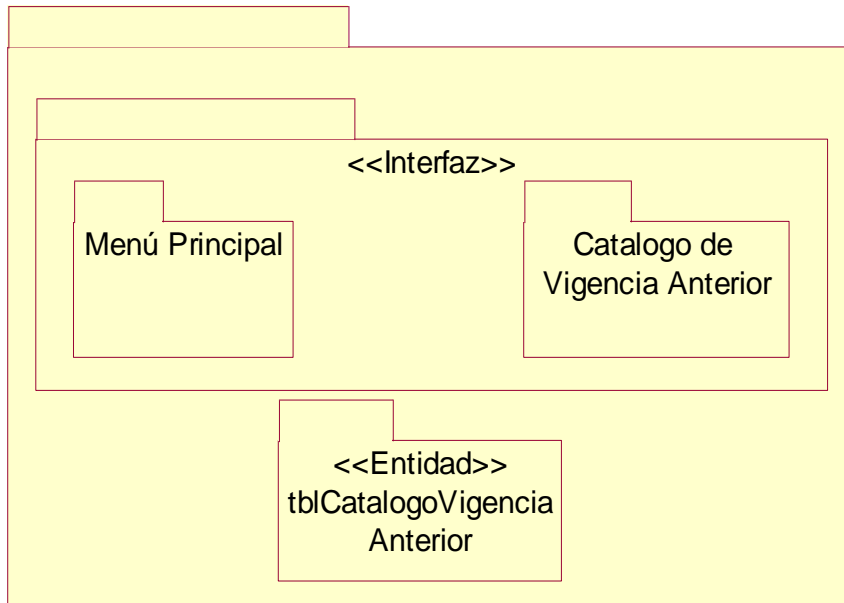 <<Interfaz>>
Menú Principal
Catalogo de
Vigencia Anterior
<<Entidad>>
tblCatalogoVigencia
Anterior